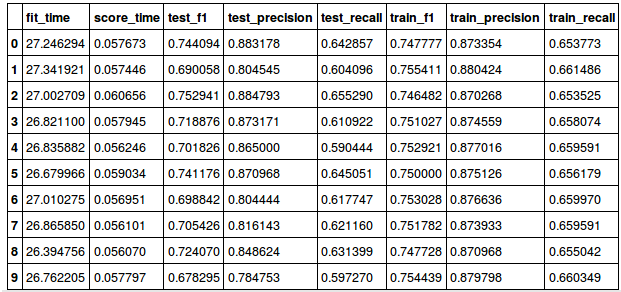 fit_time score_time test_f1 test_precision test_recall train_f1 train_precision train_recall
0 27.246294 0.057673 0.744094 0.883178 0.642857 0.747777 0.873354 0.653773
1 27.341921 0.057446 0.690058 0.804545 0.604096 0.755411 0.880424 0.661486
2 27.002709 0.060656 0.752941 0.884793 0.655290 0.746482 0.870268 0.653525
3 26.821100 0.057945 0.718876 0.873171 0.610922 0.751027 0.874559 0.658074
4 26.835882 0.056246 0.701826 0.865000 0.590444 0.752921 0.877016 0.659591
5 26.679966 0.059034 0.741176 0.870968 0.645051 0.750000 0.875126 0.656179
6 27.010275 0.056951 0.698842 0.804444 0.617747 0.753028 0.876636 0.659970
7 26.865850 0.056101 0.705426 0.816143 0.621160 0.751782 0.873933 0.659591
8 26.394756 0.056070 0.724070 0.848624 0.631399 0.747728 0.870968 0.655042
9 26.762205 0.057797 0.678295 0.784753 0.597270 0.754439 0.879798 0.660349